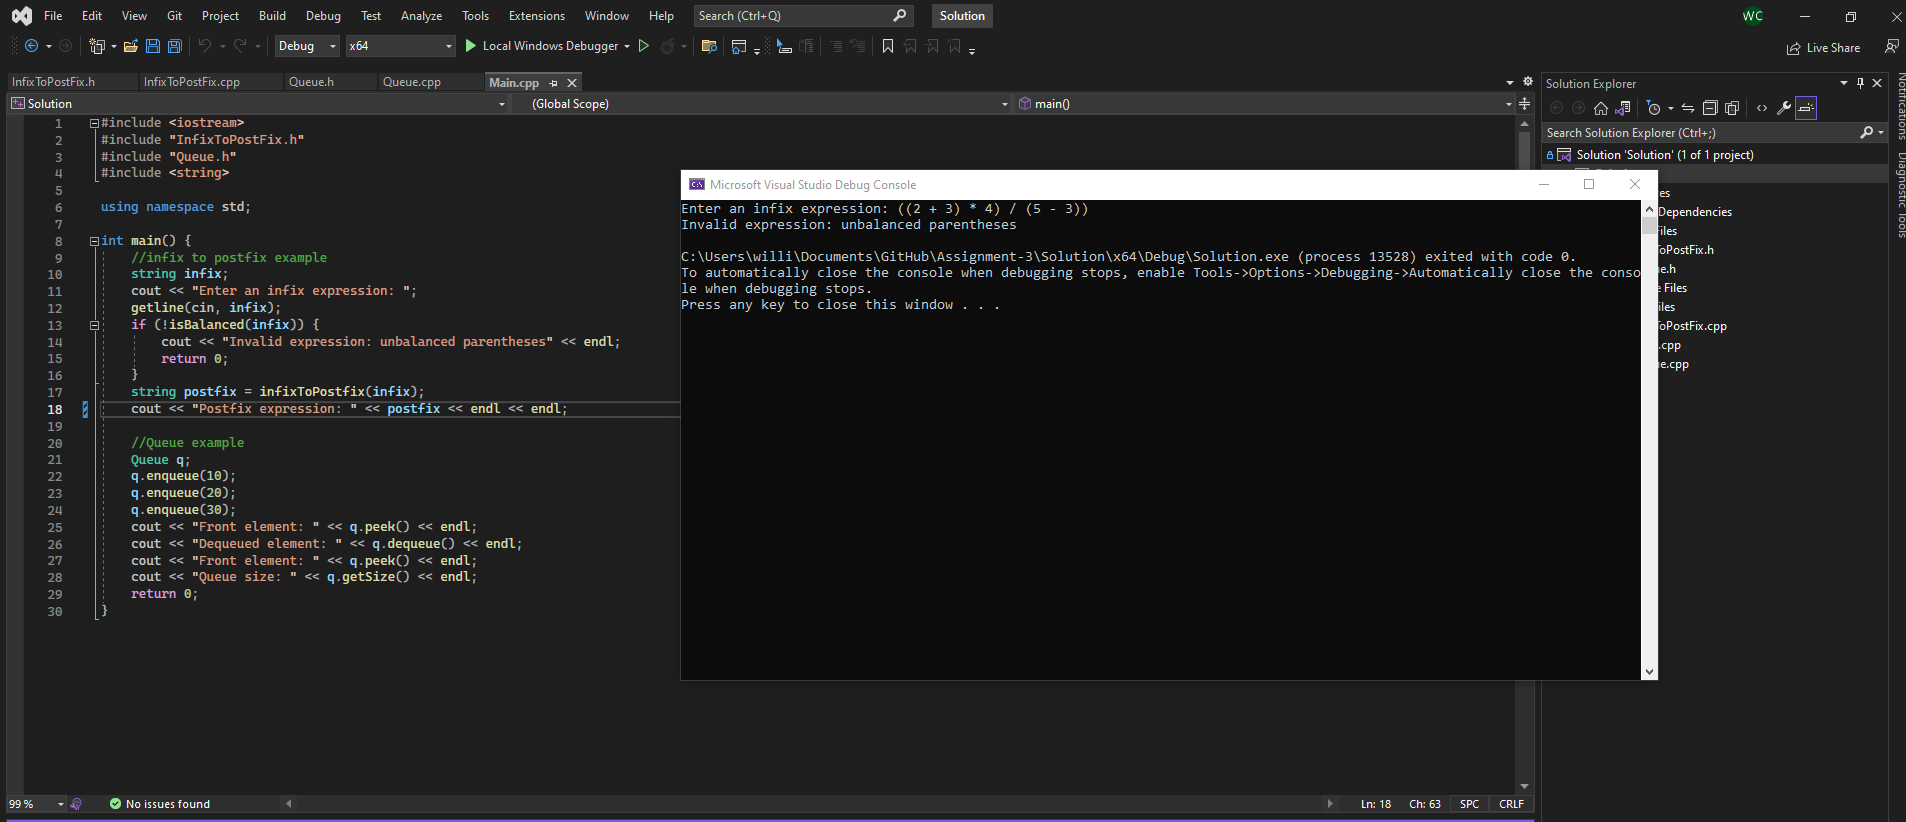 File Edit View Git Project Build Debug Test Analyze Tools Extensions Window Help Search (Ctrl+Q) Solution WC
Debug x64 Local Windows Debugger Live Share
InfixToPostFix.h InfixToPostFix.cpp Queue.h Queue.cpp Main.cpp
Solution (Global Scope) main()
1 #include <iostream>
2 #include "InfixToPostFix.h"
3 #include "Queue.h"
4 #include <string>
5
6 using namespace std;
7
8 int main() {
9 //infix to postfix example
10 string infix;
11 cout << "Enter an infix expression: ";
12 getline(cin, infix);
13 if (!isBalanced(infix)) {
14 cout << "Invalid expression: unbalanced parentheses" << endl;
15 return 0;
16 }
17 string postfix = infixToPostfix(infix);
18 cout << "Postfix expression: " << postfix << endl << endl;
19
20 //Queue example
21 Queue q;
22 q.enqueue(10);
23 q.enqueue(20);
24 q.enqueue(30);
25 cout << "Front element: " << q.peek() << endl;
26 cout << "Dequeued element: " << q.dequeue() << endl;
27 cout << "Front element: " << q.peek() << endl;
28 cout << "Queue size: " << q.getSize() << endl;
29 return 0;
30 }
Microsoft Visual Studio Debug Console
Enter an infix expression: ((2 + 3) * 4) / (5 - 3))
Invalid expression: unbalanced parentheses
C:\Users\willi\Documents\GitHub\Assignment-3\Solution\x64\Debug\Solution.exe (process 13528) exited with code 0.
To automatically close the console when debugging stops, enable Tools->Options->Debugging->Automatically close the conso
le when debugging stops.
Press any key to close this window . . .
Solution Explorer
Search Solution Explorer (Ctrl+;)
Solution 'Solution' (1 of 1 project)
es
Dependencies
Files
ToPostFix.h
e.h
e Files
iles
ToPostFix.cpp
.cpp
e.cpp
Notifications
Diagnostic Tools
99 % No issues found Ln: 18 Ch: 63 SPC CRLF